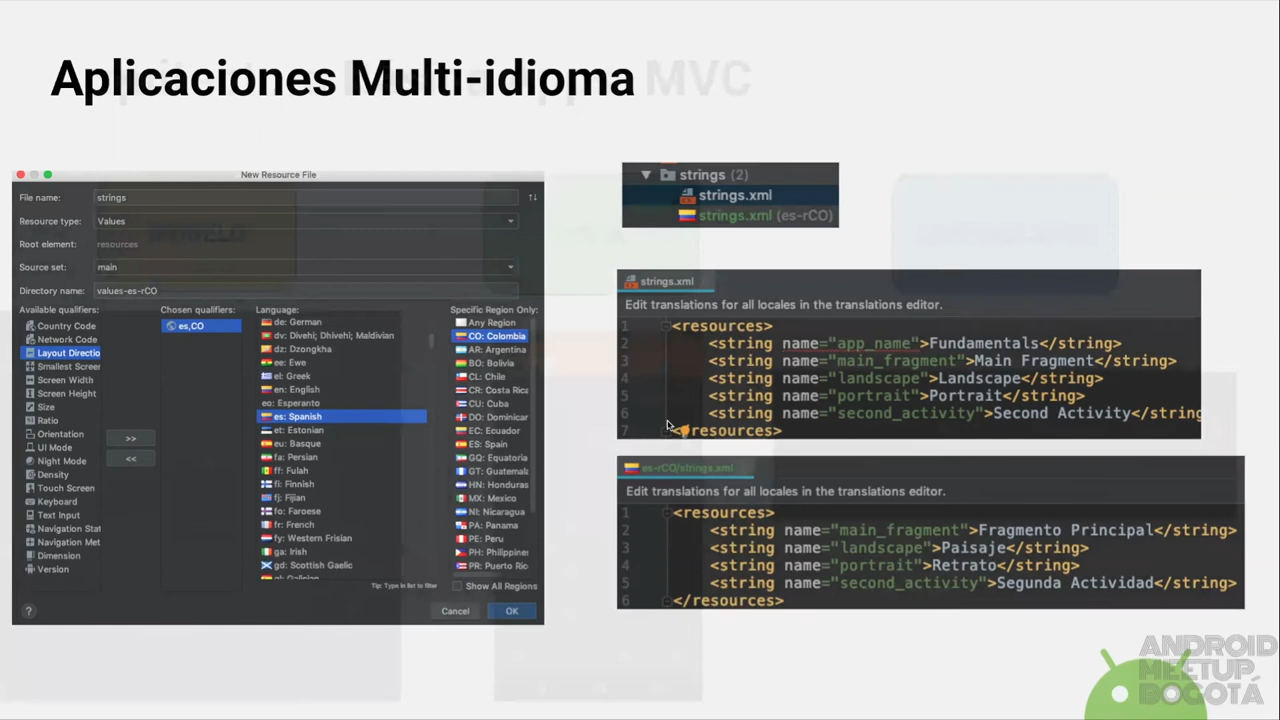 Aplicaciones Multi-idioma
MVC
New Resource File
File name: strings
Resource type: Values
Root element: resources
Source set: main
Directory name: values-es-rCO
Available qualifiers:
Country Code
Network Code
Layout Directio
Smallest Screen
Screen Width
Screen Height
Size
Ratio
Orientation
UI Mode
Night Mode
Density
Touch Screen
Keyboard
Text Input
Navigation Stat
Navigation Met
Dimension
Version
>>
<<
Chosen qualifiers:
es,CO
Language:
de: German
dv: Divehi; Dhivehi; Maldivian
dz: Dzongkha
ee: Ewe
el: Greek
en: English
eo: Esperanto
es: Spanish
et: Estonian
eu: Basque
fa: Persian
ff: Fulah
fi: Finnish
fj: Fijian
fo: Faroese
fr: French
fy: Western Frisian
ga: Irish
gd: Scottish Gaelic
gl: Galician
Specific Region Only:
Any Region
CO: Colombia
AR: Argentina
BO: Bolivia
CL: Chile
CR: Costa Rica
CU: Cuba
DO: Dominicar
EC: Ecuador
ES: Spain
GQ: Equatoria
GT: Guatemala
HN: Honduras
MX: Mexico
NI: Nicaragua
PA: Panama
PE: Peru
PH: Philippine
PR: Puerto Ric
Tip: Type in list to filter
Show All Regions
?
Cancel
OK
strings (2)
strings.xml
strings.xml (es-rCO)
strings.xml
Edit translations for all locales in the translations editor.
1 <resources>
2 <string name="app_name">Fundamentals</string>
3 <string name="main_fragment">Main Fragment</string>
4 <string name="landscape">Landscape</string>
5 <string name="portrait">Portrait</string>
6 <string name="second_activity">Second Activity</string
7 </resources>
es-rCO/strings.xml
Edit translations for all locales in the translations editor.
1 <resources>
2 <string name="main_fragment">Fragmento Principal</string>
3 <string name="landscape">Paisaje</string>
4 <string name="portrait">Retrato</string>
5 <string name="second_activity">Segunda Actividad</string>
6 </resources>
ANDROID
MEETUP
BOGOTÁ